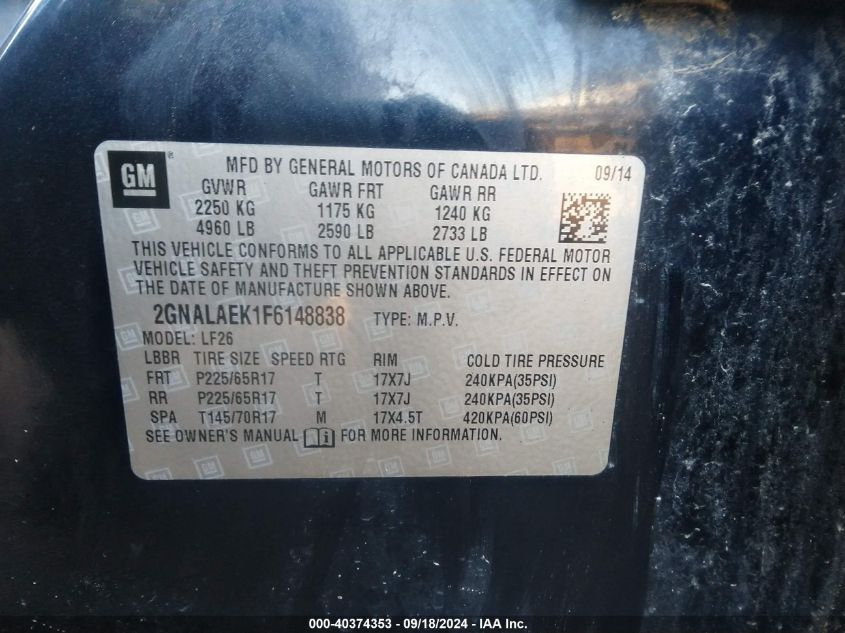 GM ® MFD BY GENERAL MOTORS OF CANADA LTD. 09/14
GVWR GAWR FRT GAWR RR
2250 KG 1175 KG 1240 KG
4960 LB 2590 LB 2733 LB
THIS VEHICLE CONFORMS TO ALL APPLICABLE U.S. FEDERAL MOTOR
VEHICLE SAFETY AND THEFT PREVENTION STANDARDS IN EFFECT ON
THE DATE OF MANUFACTURE SHOWN ABOVE.
2GNALAEK1F6148838 TYPE: M.P.V.
MODEL: LF26
LBBR TIRE SIZE SPEED RTG RIM COLD TIRE PRESSURE
FRT P225/65R17 T 17X7J 240KPA(35PSI)
RR P225/65R17 T 17X7J 240KPA(35PSI)
SPA T145/70R17 M 17X4.5T 420KPA(60PSI)
SEE OWNER'S MANUAL FOR MORE INFORMATION.
000-40374353 - 09/18/2024 - IAA Inc.